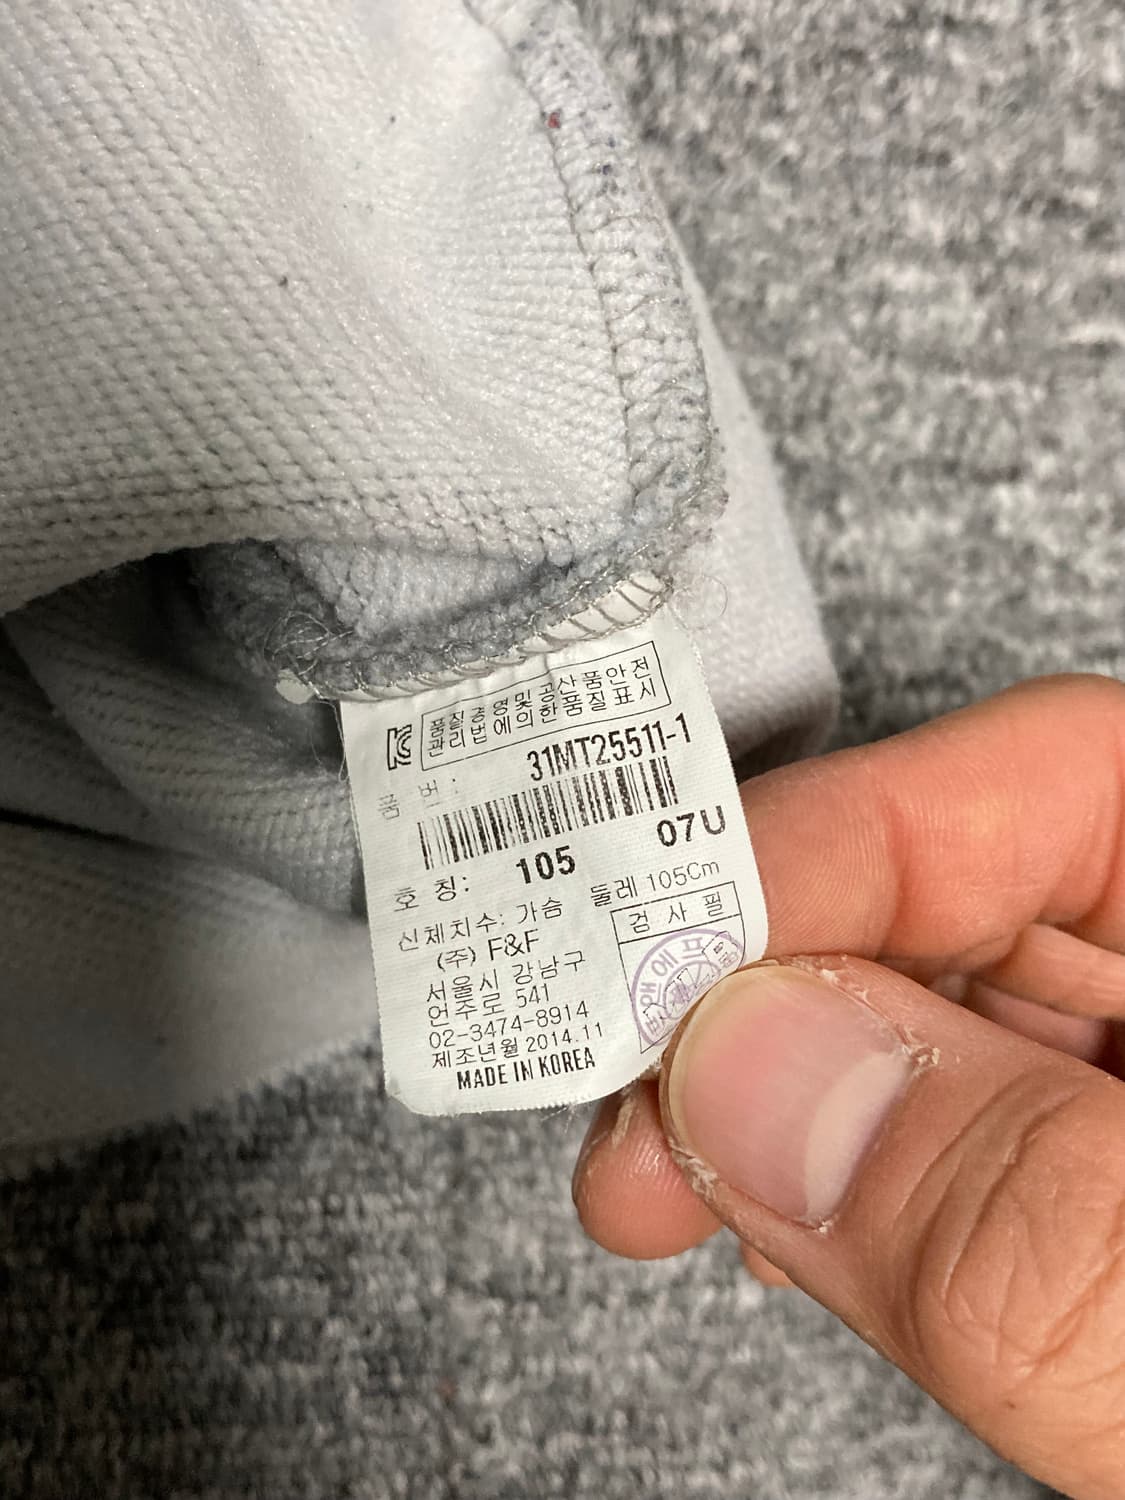 품질경영및공산품안전
관리법에의한품질표시
품 번: 31MT25511-1
07U
호 칭: 105
신체치수: 가슴 둘레 105Cm
(주) F&F
검 사 필
서울시 강남구
언주로 541
02-3474-8914
제조년월 2014.11
MADE IN KOREA